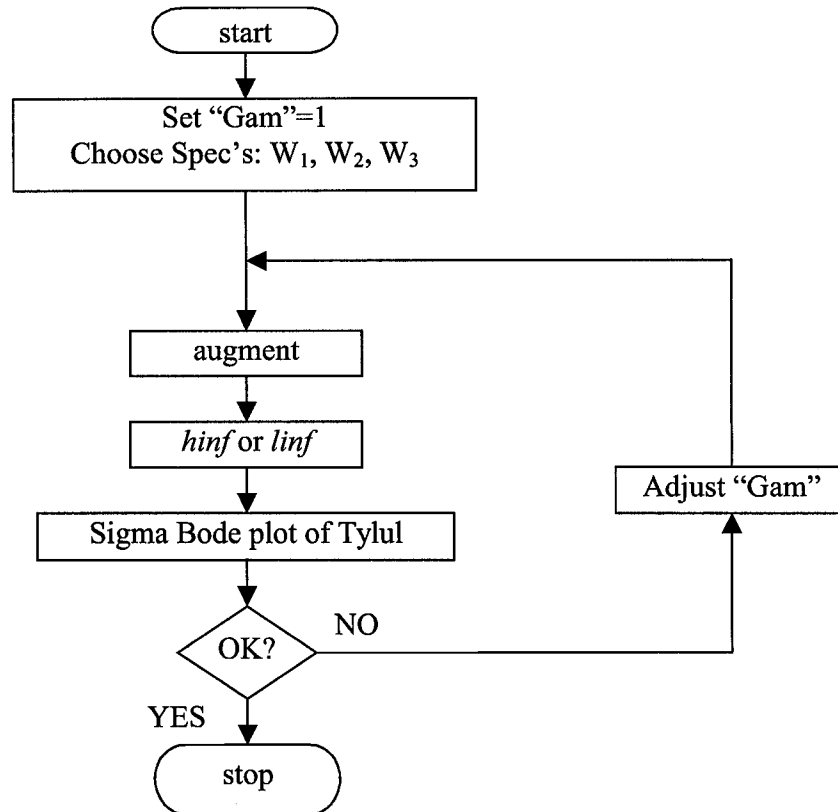 start
Set “Gam”=1
Choose Spec's: W₁, W₂, W₃
augment
hinf or linf
Adjust “Gam”
Sigma Bode plot of Tylul
OK?
NO
YES
stop